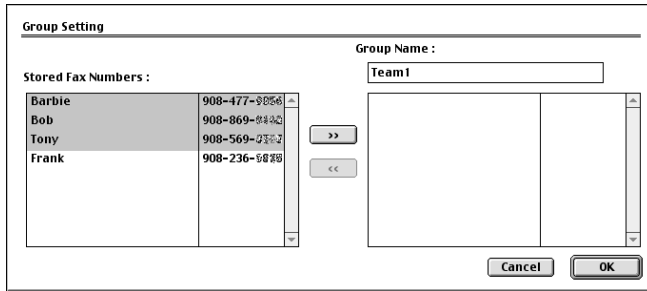 Group Setting
Group Name :
Stored Fax Numbers :
Team1
Barbie 908-477-
Bob 908-869-
Tony 908-569-
Frank 908-236-
>>
<<
Cancel OK